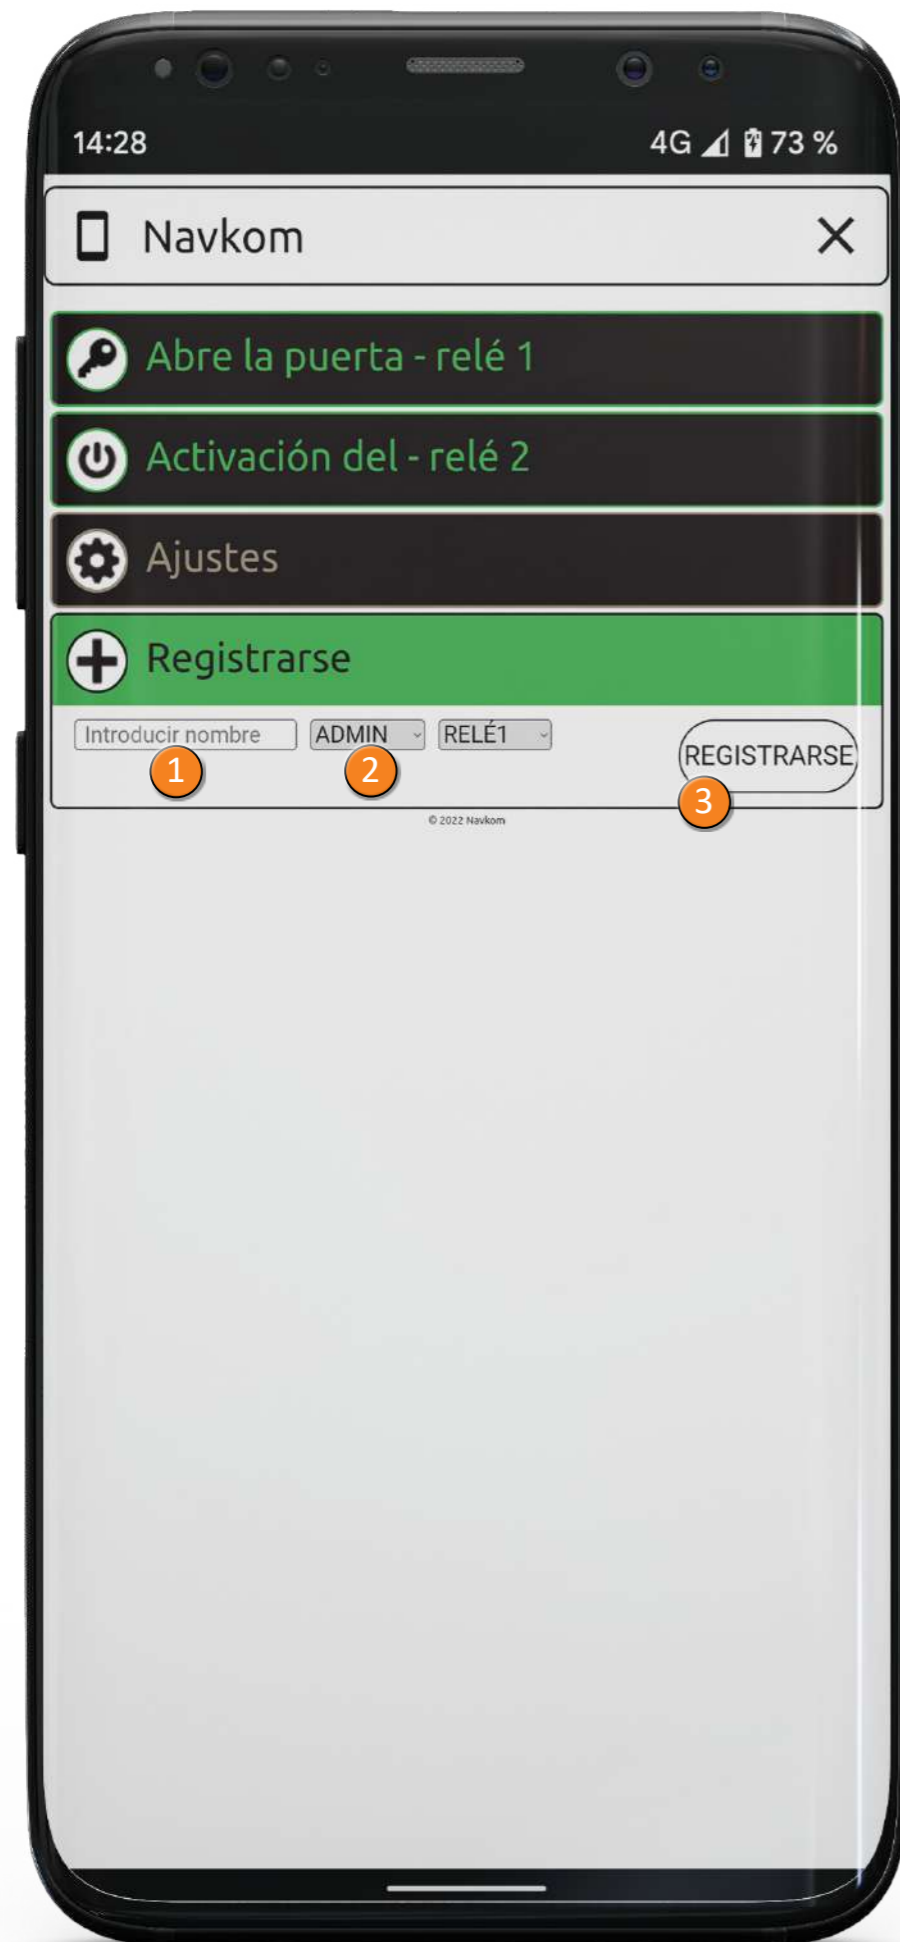 14:28 4G 73 %
Navkom
Abre la puerta - relé 1
Activación del - relé 2
Ajustes
Registrarse
Introducir nombre ADMIN RELÉ1 REGISTRARSE
1 2 3
© 2022 Navkom